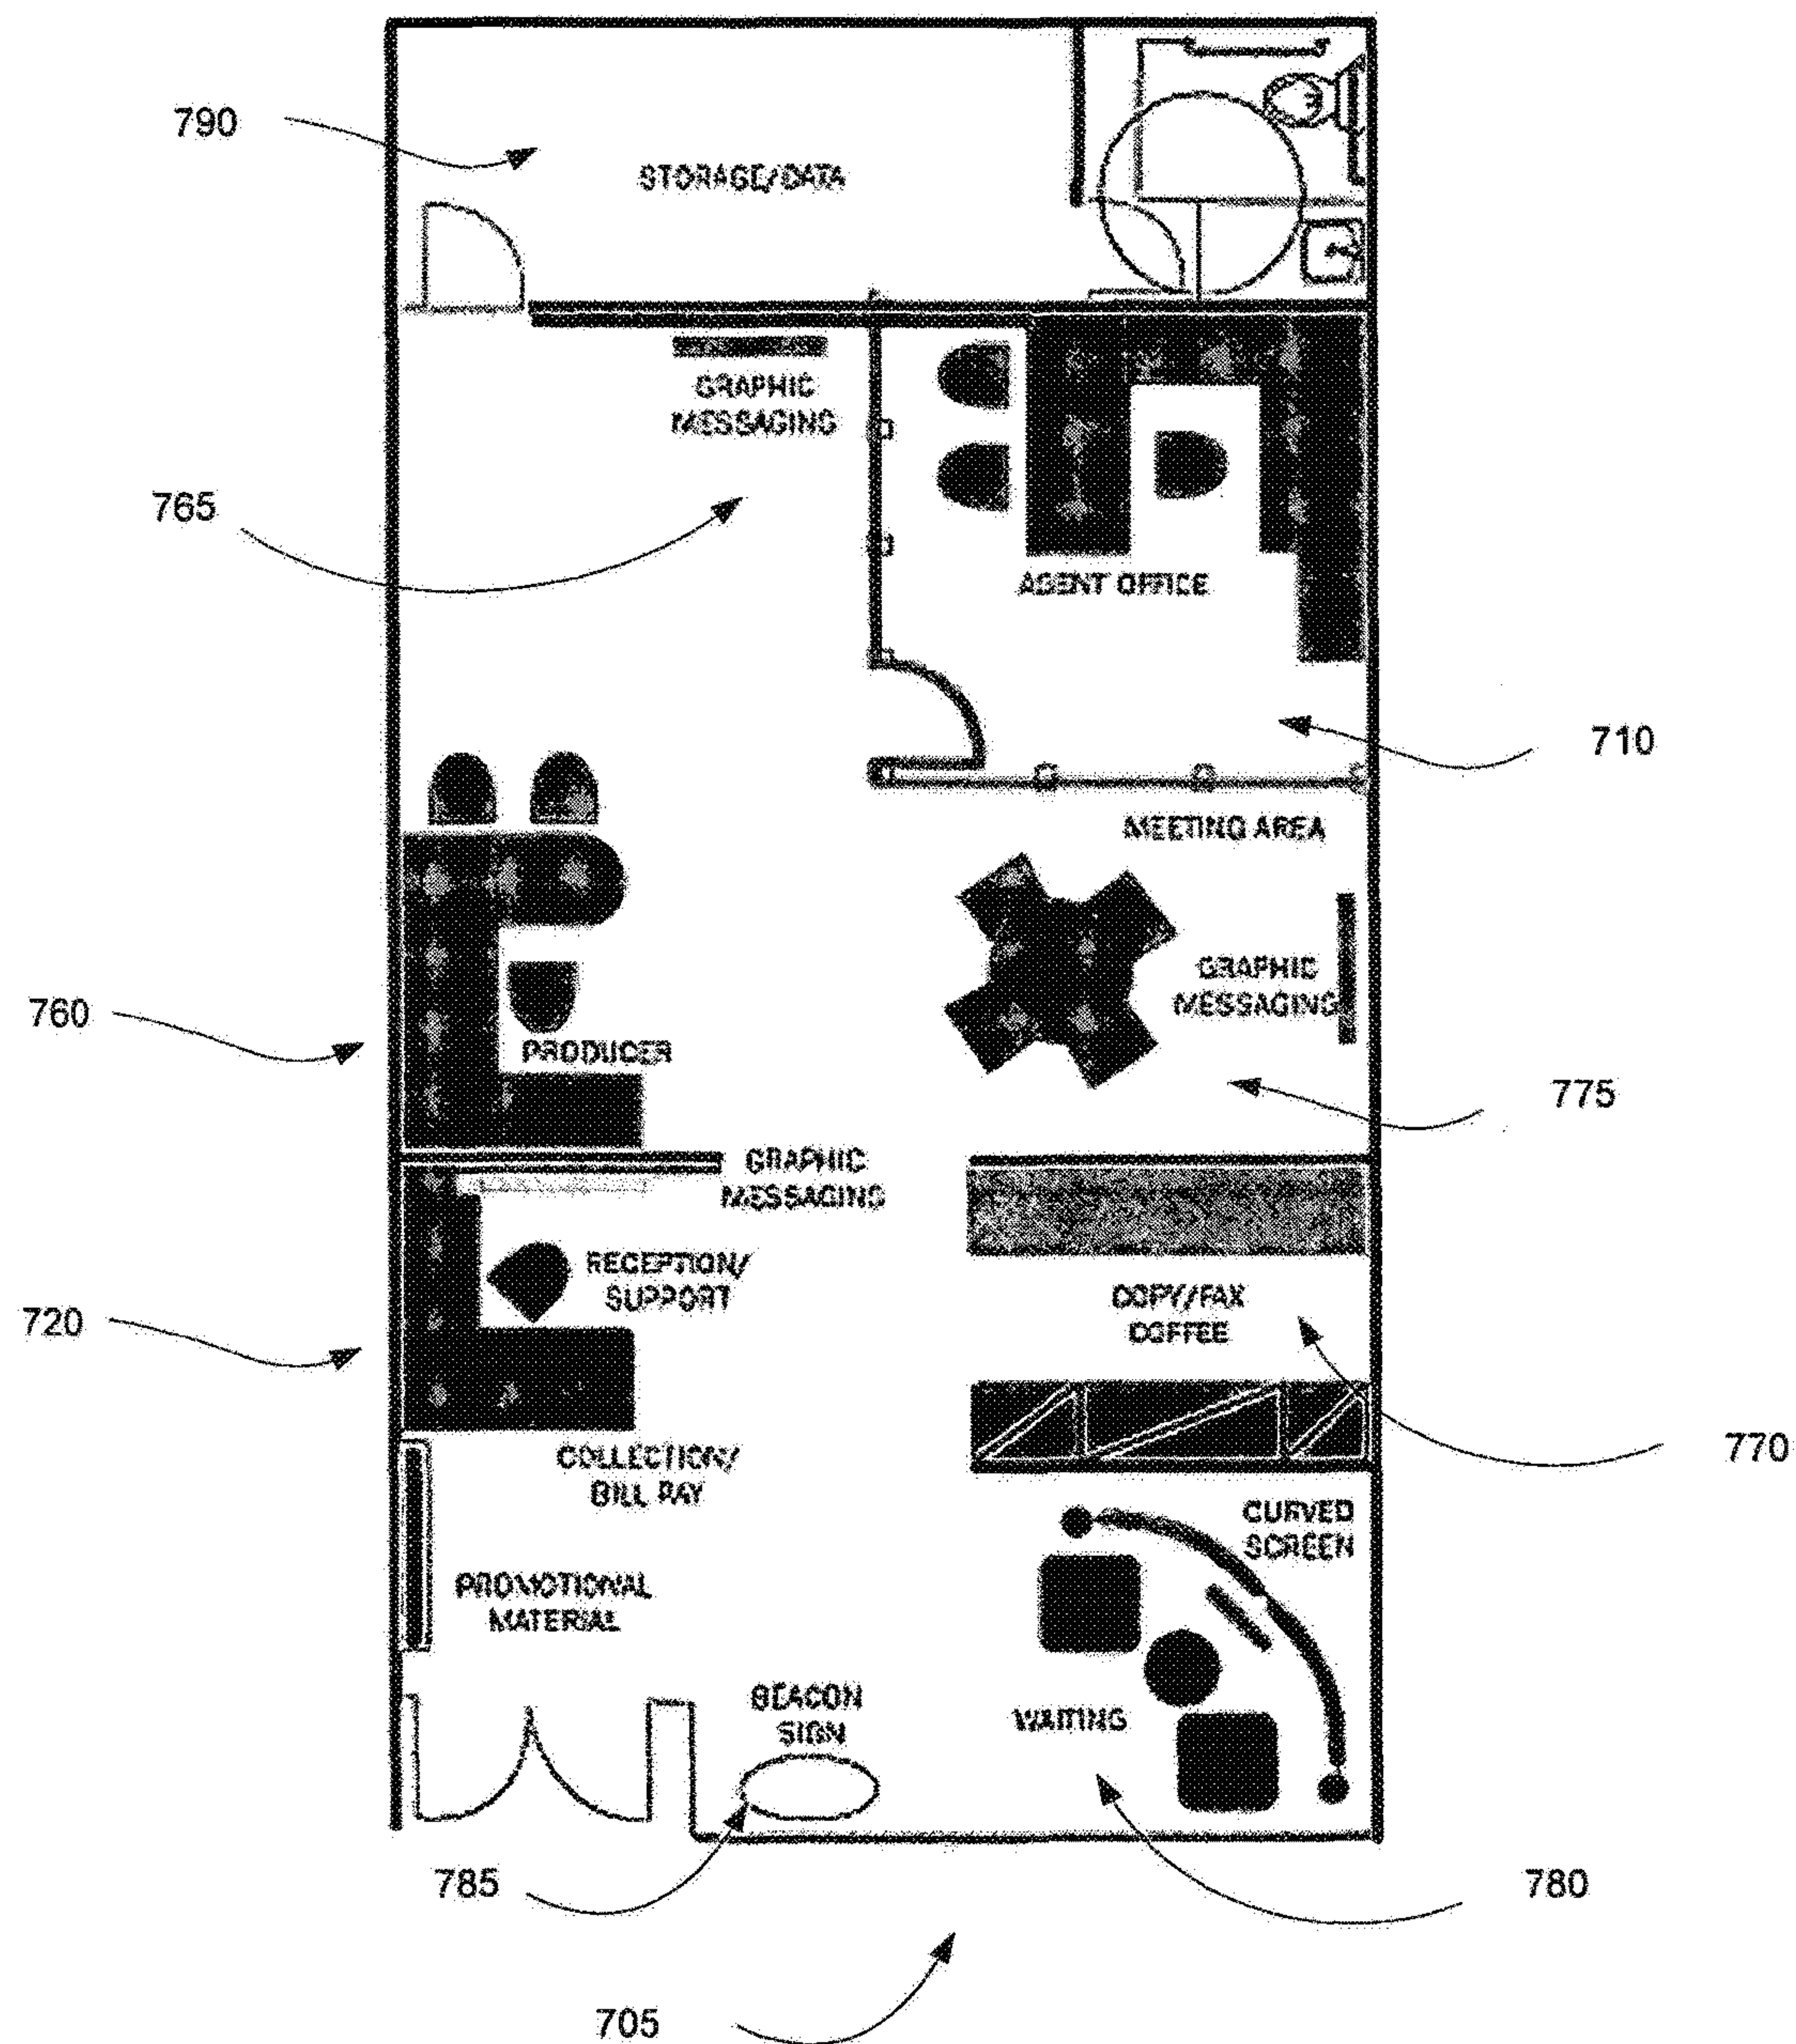 790
STORAGE/DATA
GRAPHIC
MESSAGING
765
AGENT OFFICE
710
MEETING AREA
GRAPHIC
MESSAGING
760
PRODUCER
775
GRAPHIC
MESSAGING
RECEPTION/
SUPPORT
720
COPY/FAX
COFFEE
770
COLLECTION/
BILL PAY
CURVED
SCREEN
PROMOTIONAL
MATERIAL
BEACON
SIGN
WAITING
785
780
705